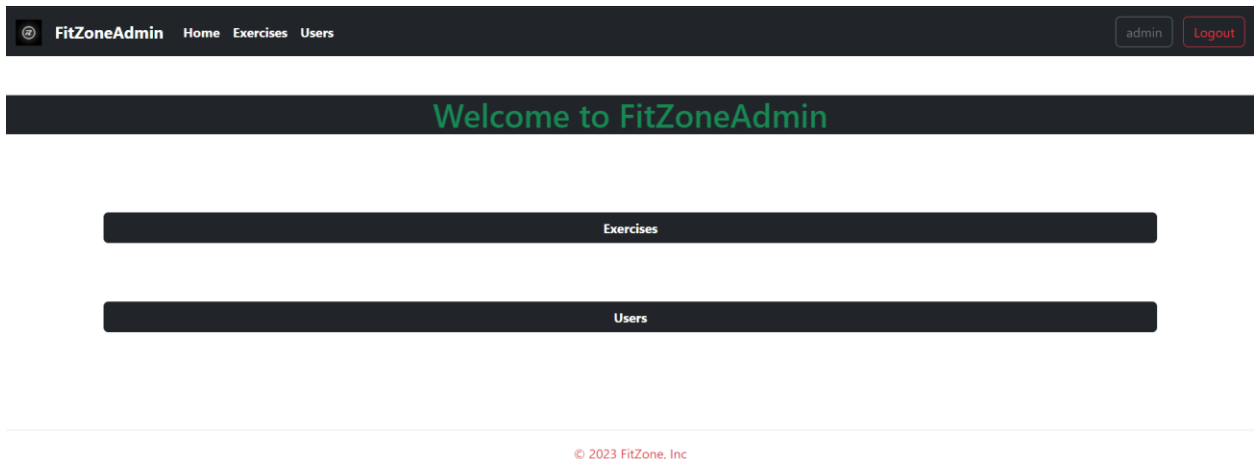 FitZoneAdmin Home Exercises Users admin Logout
Welcome to FitZoneAdmin
Exercises
Users
© 2023 FitZone, Inc